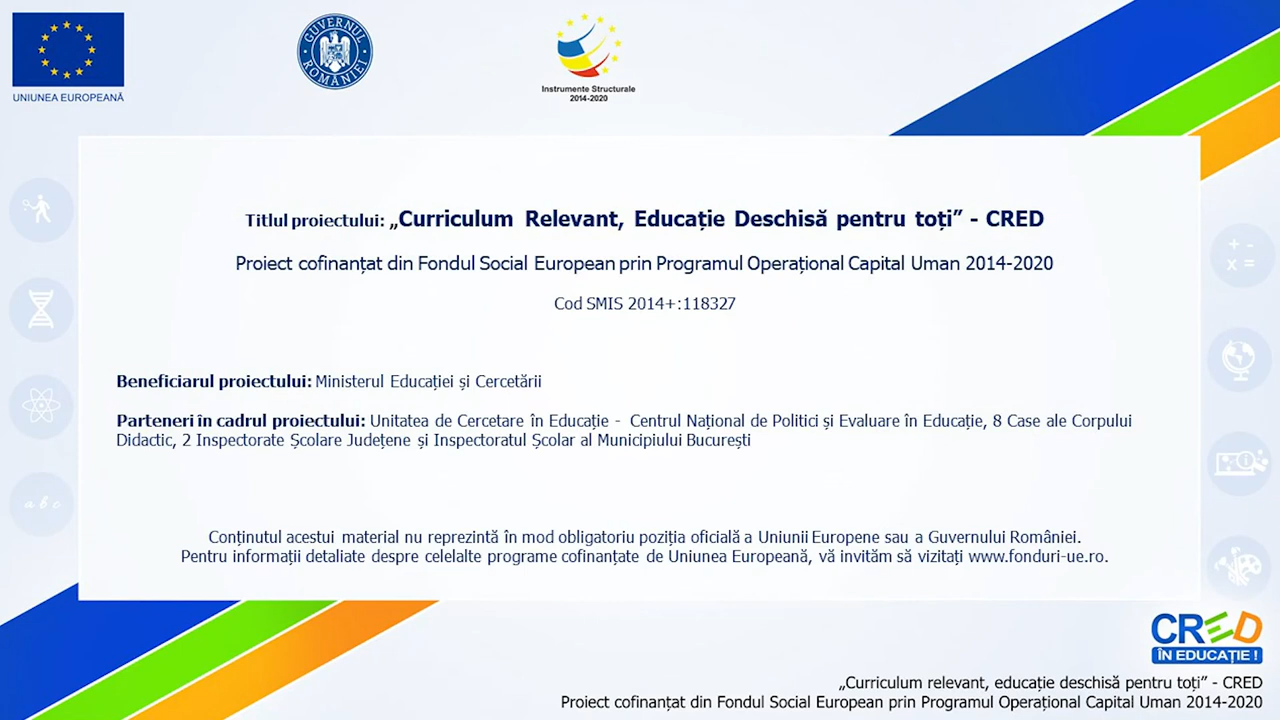 UNIUNEA EUROPEANĂ
GUVERNUL ROMÂNIEI
Instrumente Structurale
2014-2020
Titlul proiectului: „Curriculum Relevant, Educație Deschisă pentru toți” - CRED
Proiect cofinanțat din Fondul Social European prin Programul Operațional Capital Uman 2014-2020
Cod SMIS 2014+:118327
+ -
x =
Beneficiarul proiectului: Ministerul Educației și Cercetării
Parteneri în cadrul proiectului: Unitatea de Cercetare în Educație - Centrul Național de Politici și Evaluare în Educație, 8 Case ale Corpului
Didactic, 2 Inspectorate Școlare Județene și Inspectoratul Școlar al Municipiului București
a b c
Conținutul acestui material nu reprezintă în mod obligatoriu poziția oficială a Uniunii Europene sau a Guvernului României.
Pentru informații detaliate despre celelalte programe cofinanțate de Uniunea Europeană, vă invităm să vizitați www.fonduri-ue.ro.
CRED
ÎN EDUCAȚIE !
„Curriculum relevant, educație deschisă pentru toți” - CRED
Proiect cofinanțat din Fondul Social European prin Programul Operațional Capital Uman 2014-2020